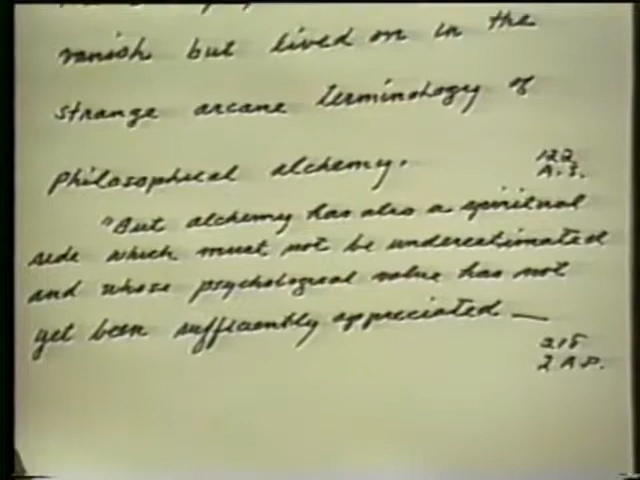 vanish but lived on in the
strange arcane terminology of
philosophical alchemy.
122
A.S.
"But alchemy has also a spiritual
side which must not be underestimated
and whose psychological value has not
yet been sufficiently appreciated —
215
2 A.P.